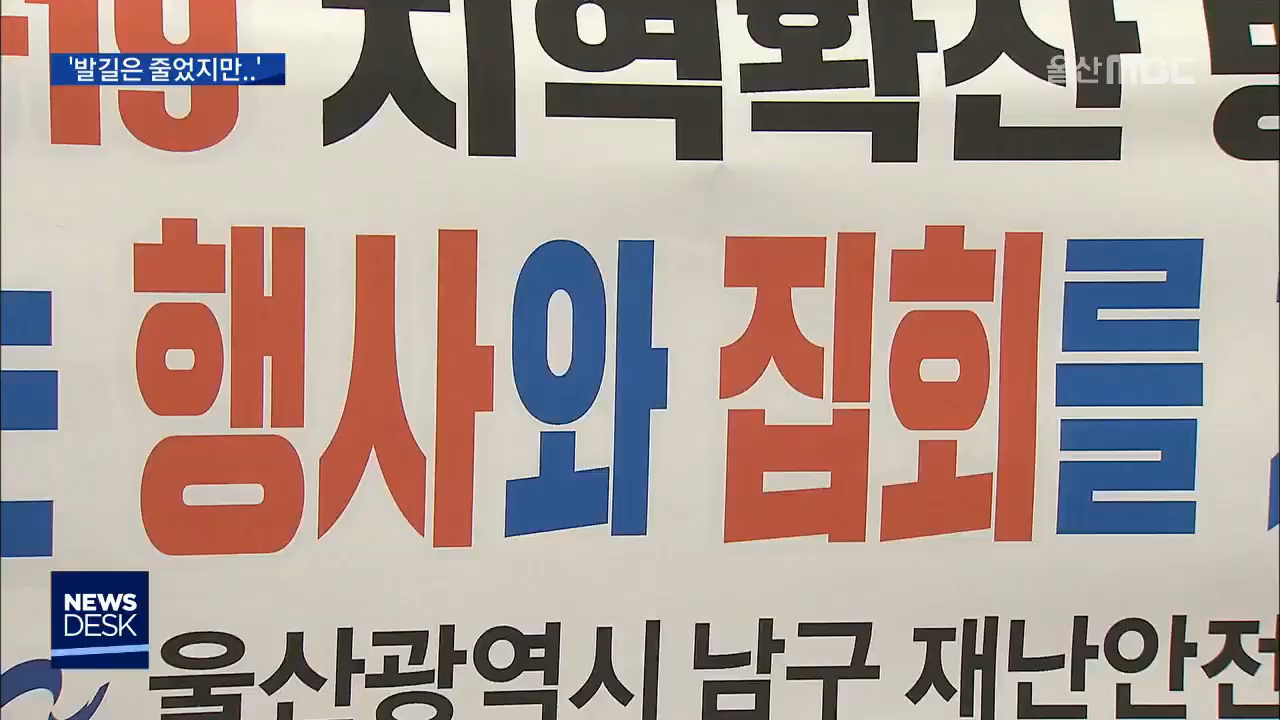 '발길은 줄었지만..'
울산MBC
19 지역확산
행사와 집회를
NEWS
DESK
울산광역시 남구 재난안전